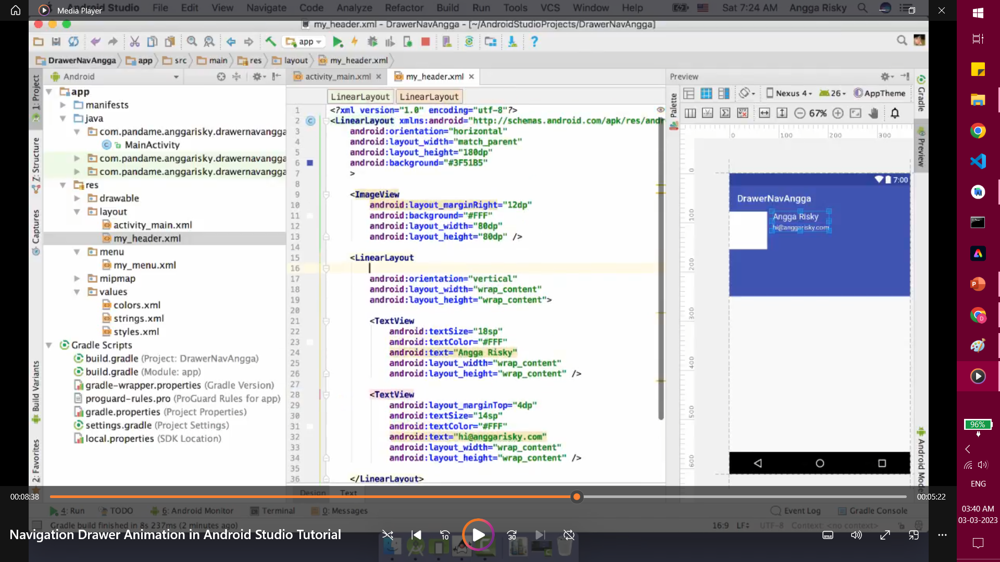 Media Player
Android Studio File Edit View Navigate Code Analyze Refactor Build Run Tools VCS Window Help Sat 7:24 AM Angga Risky
my_header.xml - DrawerNavAngga - [~/AndroidStudioProjects/DrawerNavAngga]
app
DrawerNavAngga app src main res layout my_header.xml
Android
activity_main.xml
my_header.xml
Preview
1: Project
Z: Structure
Captures
Build Variants
2: Favorites
app
manifests
java
com.pandame.anggarisky.drawernavangga
MainActivity
com.pandame.anggarisky.drawernavangga
com.pandame.anggarisky.drawernavangga
res
drawable
layout
activity_main.xml
my_header.xml
menu
my_menu.xml
mipmap
values
colors.xml
strings.xml
styles.xml
Gradle Scripts
build.gradle (Project: DrawerNavAngga)
build.gradle (Module: app)
gradle-wrapper.properties (Gradle Version)
proguard-rules.pro (ProGuard Rules for app)
gradle.properties (Project Properties)
settings.gradle (Project Settings)
local.properties (SDK Location)
LinearLayout LinearLayout
1 <?xml version="1.0" encoding="utf-8"?>
2 <LinearLayout xmlns:android="http://schemas.android.com/apk/res/andr
3 android:orientation="horizontal"
4 android:layout_width="match_parent"
5 android:layout_height="180dp"
6 android:background="#3F51B5"
7 >
8
9 <ImageView
10 android:layout_marginRight="12dp"
11 android:background="#FFF"
12 android:layout_width="80dp"
13 android:layout_height="80dp" />
14
15 <LinearLayout
16
17 android:orientation="vertical"
18 android:layout_width="wrap_content"
19 android:layout_height="wrap_content">
20
21 <TextView
22 android:textSize="18sp"
23 android:textColor="#FFF"
24 android:text="Angga Risky"
25 android:layout_width="wrap_content"
26 android:layout_height="wrap_content" />
27
28 <TextView
29 android:layout_marginTop="4dp"
30 android:textSize="14sp"
31 android:textColor="#FFF"
32 android:text="hi@anggarisky.com"
33 android:layout_width="wrap_content"
34 android:layout_height="wrap_content" />
35
36 </LinearLayout>
Design Text
Palette
Nexus 4 26 AppTheme
67%
0 100 200 300
0
100
200
300
400
500
600
7:00
DrawerNavAngga
Angga Risky
hi@anggarisky.com
Gradle
Preview
Android Mode
00:08:38
00:05:22
4: Run TODO 6: Android Monitor Terminal 0: Messages Event Log Gradle Console
Gradle build finished in 8s 237ms (2 minutes ago) 16:9 LF UTF-8 Context: <no context>
Navigation Drawer Animation in Android Studio Tutorial
10
30
96%
ENG
03:40 AM
03-03-2023